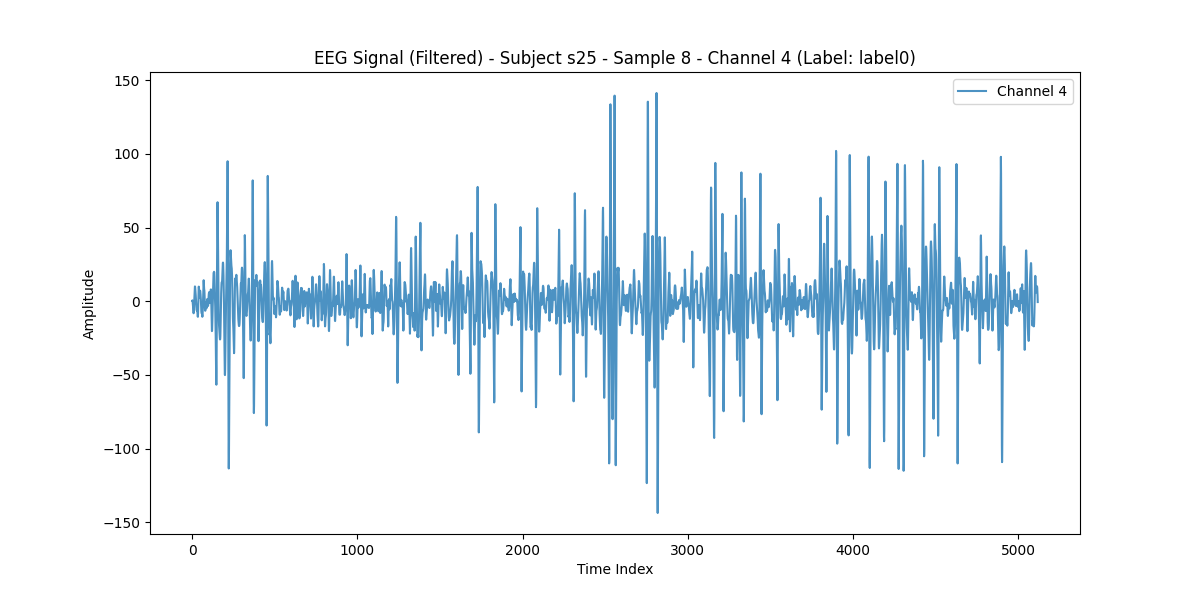 EEG Signal (Filtered) - Subject s25 - Sample 8 - Channel 4 (Label: label0)
Channel 4
Amplitude
150
100
50
0
−50
−100
−150
0 1000 2000 3000 4000 5000
Time Index